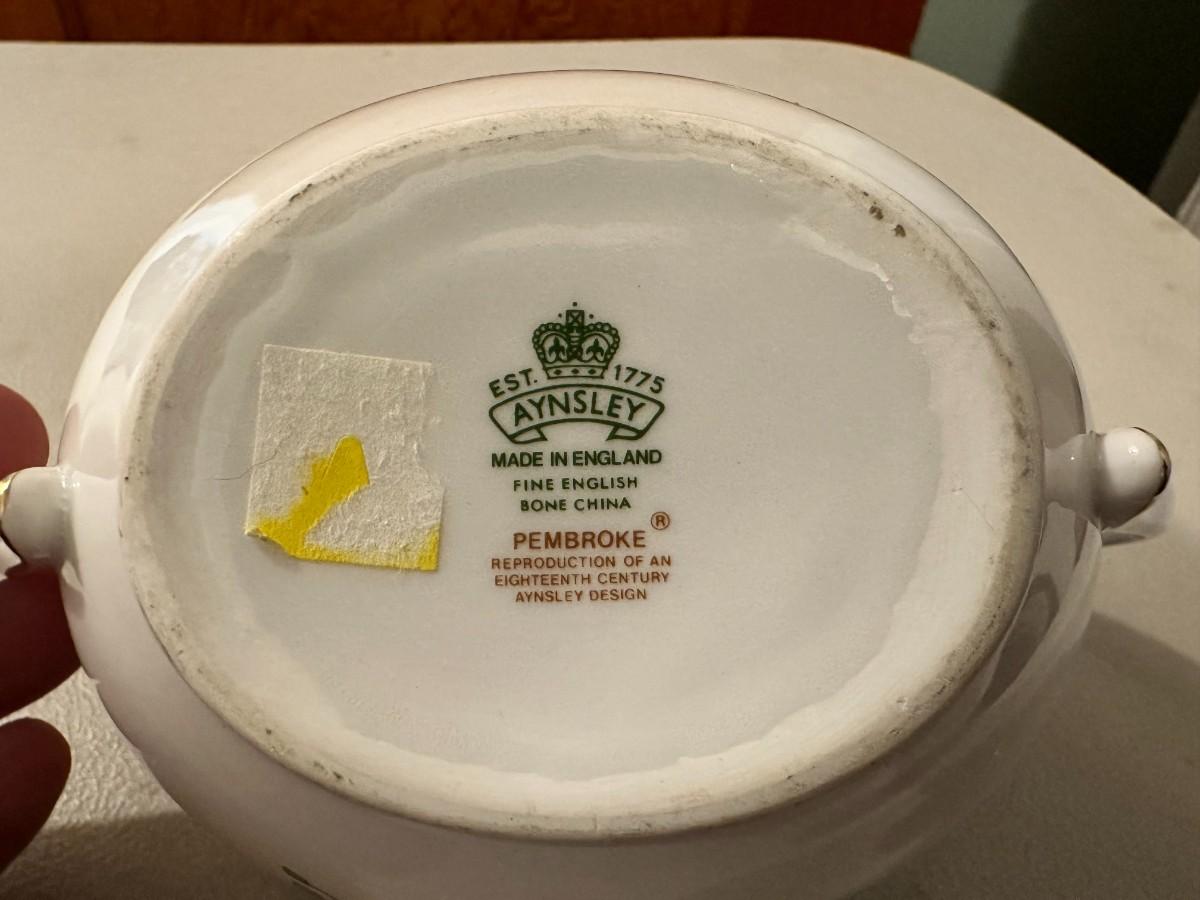 EST. 1775
AYNSLEY
MADE IN ENGLAND
FINE ENGLISH
BONE CHINA
PEMBROKE ®
REPRODUCTION OF AN
EIGHTEENTH CENTURY
AYNSLEY DESIGN